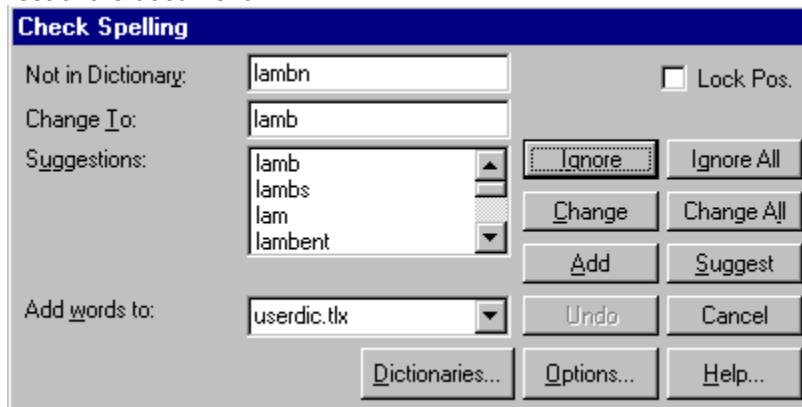 Check Spelling
Not in Dictionary: lambn Lock Pos.
Change To: lamb
Suggestions: lamb Ignore Ignore All
lambs
lam Change Change All
lambent
Add Suggest
Add words to: userdic.tlx Undo Cancel
Dictionaries... Options... Help...